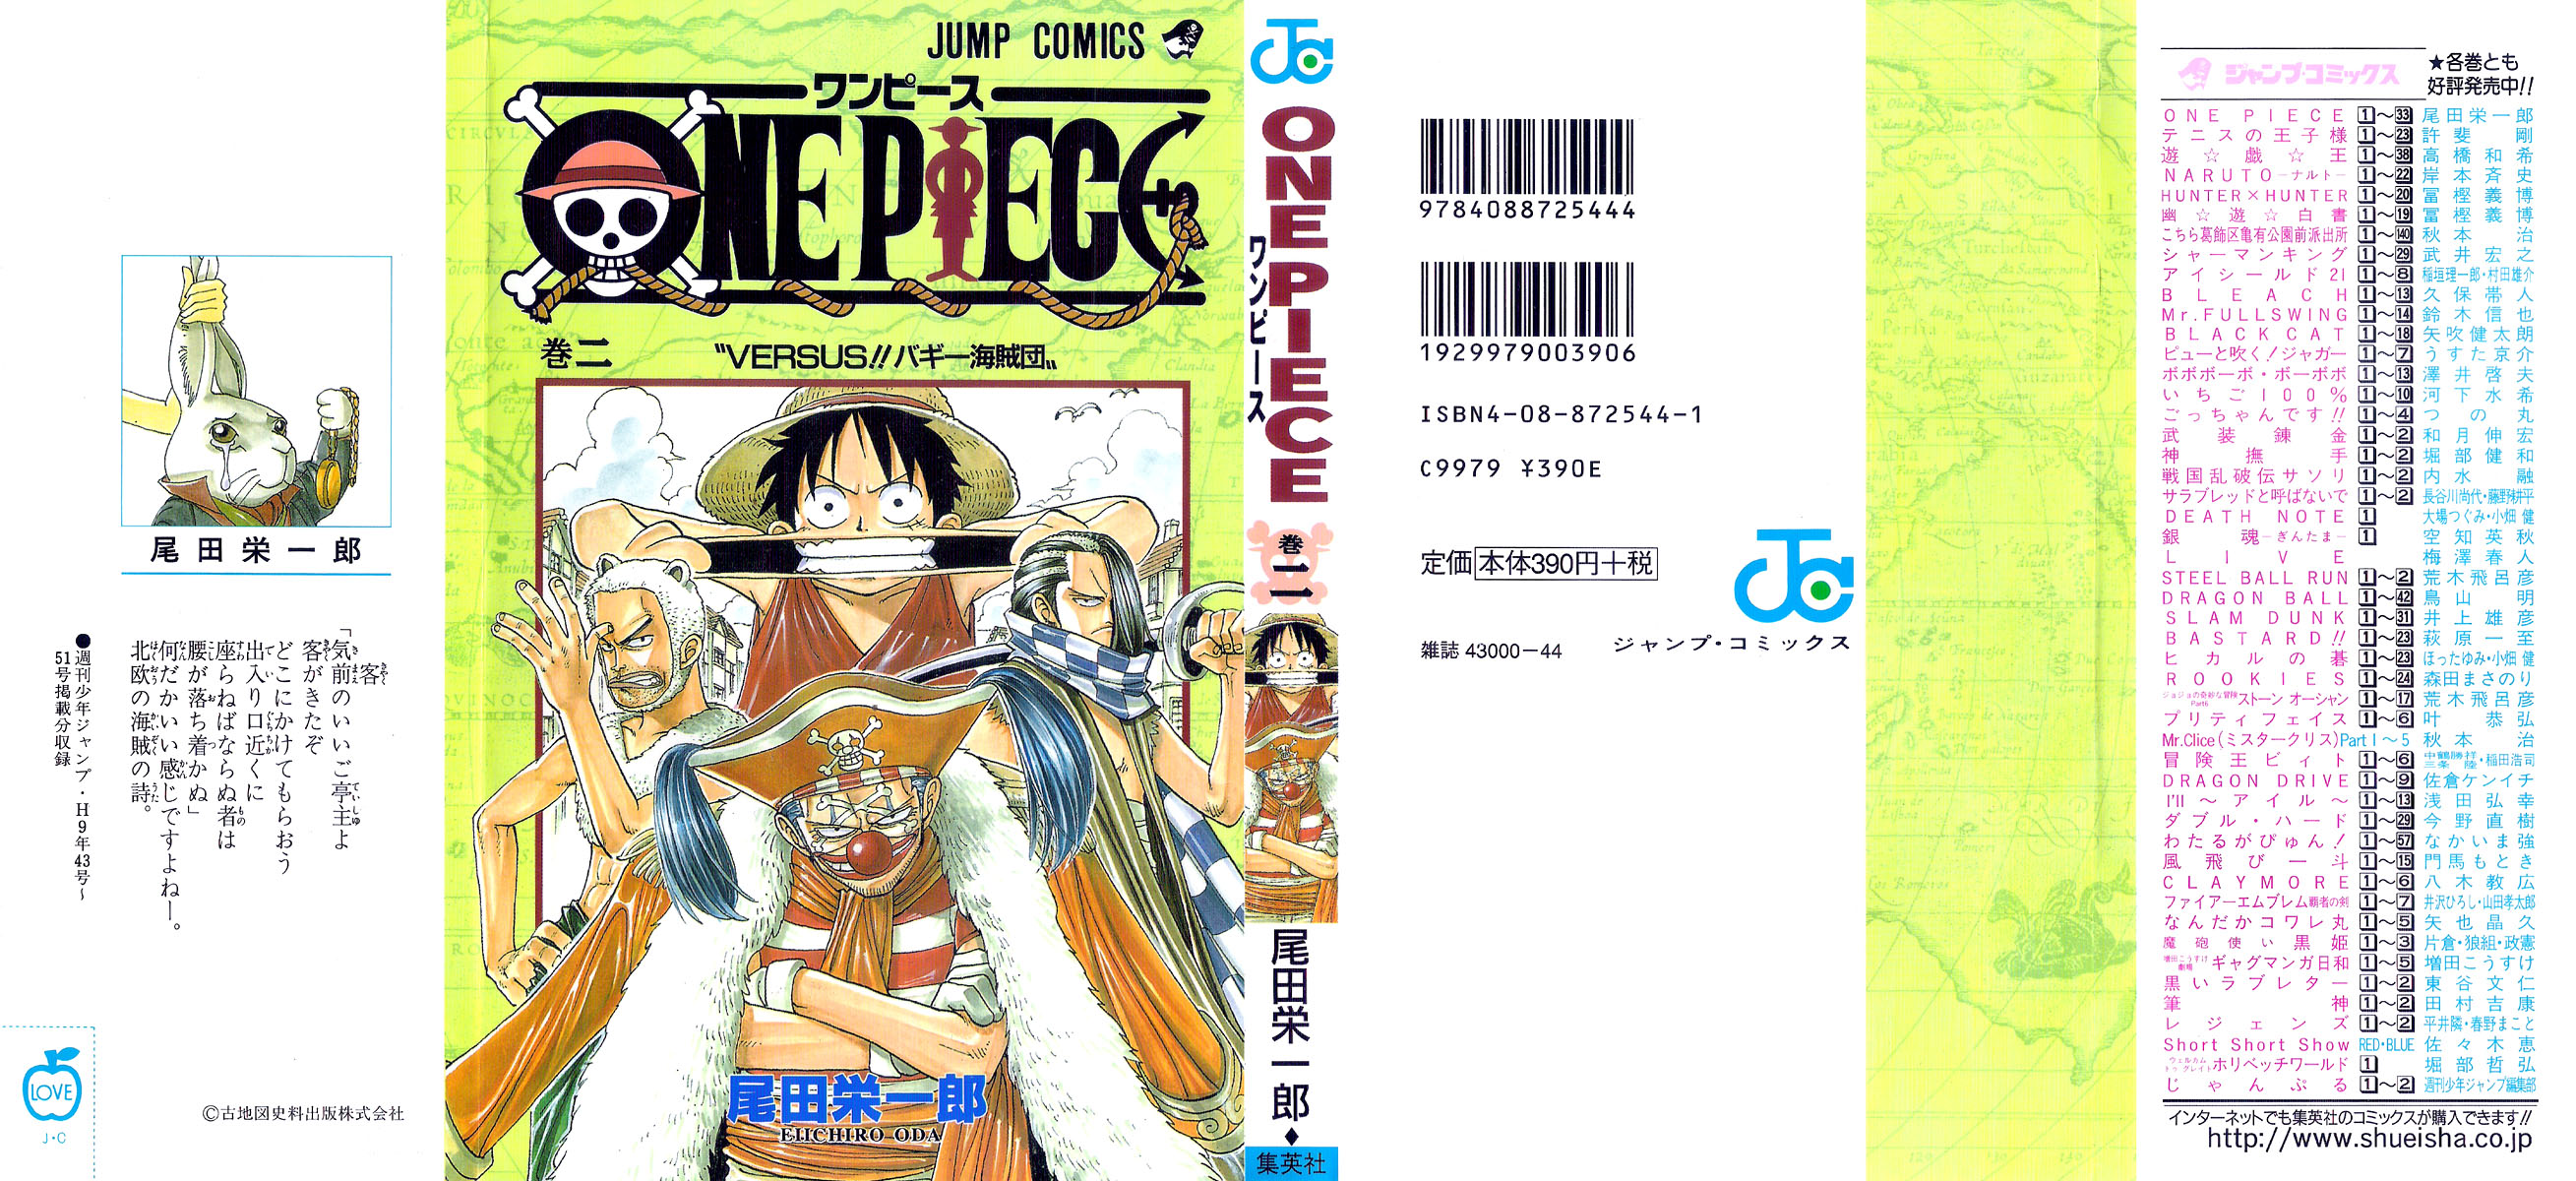 尾田栄一郎
客
「気前のいいご亭主よ
客がきたぞ
どこにかけてもらおう
出入り口近くに
座らねばならぬ者は
腰が落ち着かぬ」
何だかいい感じですよねー。
北欧の海賊の詩。
●週刊少年ジャンプ・H9年43号～
51号掲載分収録
LOVE
J・C
©古地図史料出版株式会社
JUMP COMICS
ワンピース
ONE PIECE
巻二
〝VERSUS!!バギー海賊団〟
尾田栄一郎
EIICHIRO ODA
JC
ONE PIECE
ワンピース
巻二
尾田栄一郎◆
集英社
9784088725444
1929979003906
ISBN4-08-872544-1
C9979 ¥390E
定価 本体390円+税
雑誌 43000-44
JC
ジャンプ・コミックス
ジャンプ・コミックス
★各巻とも
好評発売中!!
ONE PIECE 1～33 尾田栄一郎
テニスの王子様 1～23 許斐剛
遊☆戯☆王 1～38 高橋和希
NARUTO－ナルト－ 1～22 岸本斉史
HUNTER×HUNTER 1～20 冨樫義博
幽☆遊☆白書 1～19 冨樫義博
こちら葛飾区亀有公園前派出所 1～140 秋本治
シャーマンキング 1～29 武井宏之
アイシールド21 1～8 稲垣理一郎・村田雄介
BLEACH 1～13 久保帯人
Mr.FULLSWING 1～14 鈴木信也
BLACK CAT 1～18 矢吹健太朗
ピューと吹く!ジャガー 1～7 うすた京介
ボボボーボ・ボーボボ 1～13 澤井啓夫
いちご100% 1～10 河下水希
ごっちゃんです!! 1～4 つの丸
武装錬金 1～2 和月伸宏
神撫手 1～2 堀部健和
戦国乱破伝サソリ 1～2 内水融
サラブレッドと呼ばないで 1～2 長谷川尚代・藤野耕平
DEATH NOTE 1 大場つぐみ・小畑健
銀魂－ぎんたま－ 1 空知英秋
LIVE 梅澤春人
STEEL BALL RUN 1～2 荒木飛呂彦
DRAGON BALL 1～42 鳥山明
SLAM DUNK 1～31 井上雄彦
BASTARD!! 1～23 萩原一至
ヒカルの碁 1～23 ほったゆみ・小畑健
ROOKIES 1～24 森田まさのり
ジョジョの奇妙な冒険Part6 ストーン オーシャン 1～17 荒木飛呂彦
プリティフェイス 1～6 叶恭弘
Mr.Clice(ミスタークリス) Part1～5 秋本治
冒険王ビィト 1～6 三条陸・稲田浩司
DRAGON DRIVE 1～9 佐倉ケンイチ
I'll～アイル～ 1～13 浅田弘幸
ダブル・ハード 1～29 今野直樹
わたるがぴゅん! 1～57 なかいま強
風飛び一斗 1～15 門馬もとき
CLAYMORE 1～6 八木教広
ファイアーエムブレム覇者の剣 1～7 井沢ひろし・山田孝太郎
なんだかコワレ丸 1～5 矢也晶久
魔砲使い黒姫 1～3 片倉・狼組・政憲
増田こうすけ劇場 ギャグマンガ日和 1～5 増田こうすけ
黒いラブレター 1～2 東谷文仁
筆神 1～2 田村吉康
レジェンズ 1～2 平井隣・春野まこと
Short Short Show RED・BLUE 佐々木恵
ウェルカムトゥグレイト ホリベッチワールド 1 堀部哲弘
じゃんぷる 1～2 週刊少年ジャンプ編集部
インターネットでも集英社のコミックスが購入できます!!
http://www.shueisha.co.jp